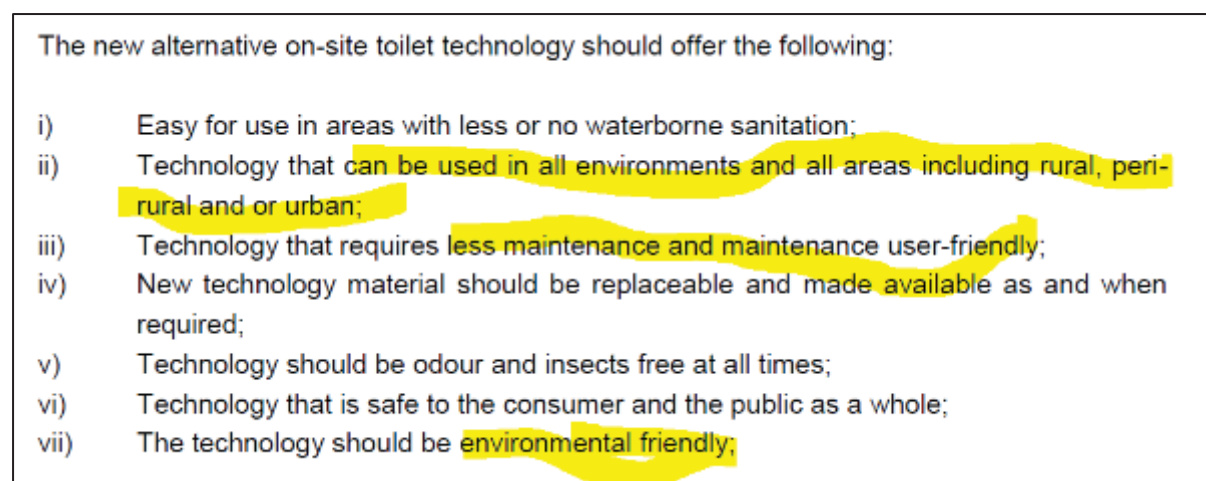 The new alternative on-site toilet technology should offer the following:
i) Easy for use in areas with less or no waterborne sanitation;
ii) Technology that can be used in all environments and all areas including rural, peri-
rural and or urban;
iii) Technology that requires less maintenance and maintenance user-friendly;
iv) New technology material should be replaceable and made available as and when
required;
v) Technology should be odour and insects free at all times;
vi) Technology that is safe to the consumer and the public as a whole;
vii) The technology should be environmental friendly;